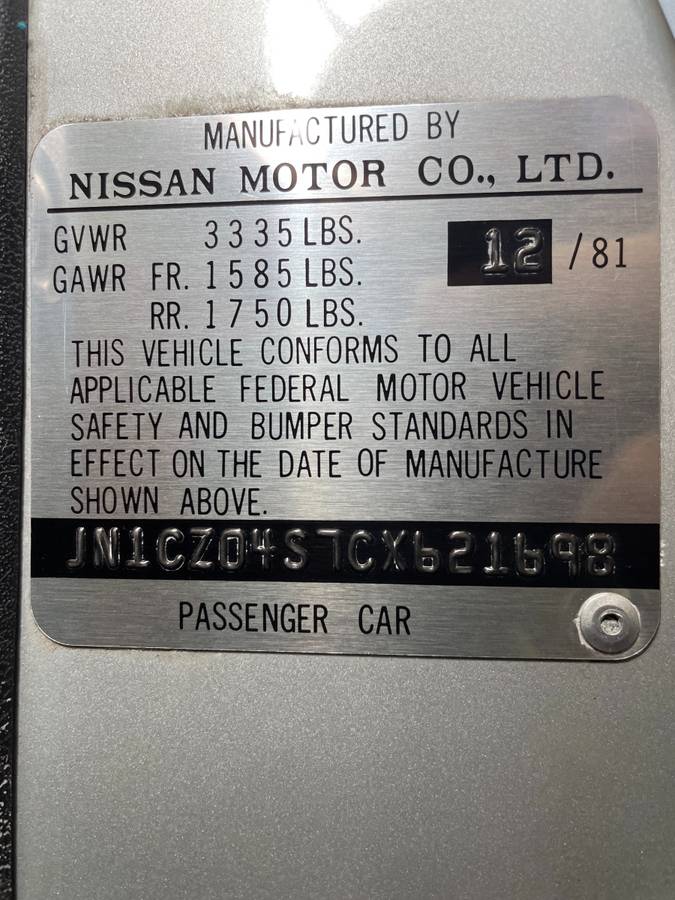 MANUFACTURED BY
NISSAN MOTOR CO., LTD.
GVWR 3335 LBS.
12 /81
GAWR FR. 1585 LBS.
RR. 1750 LBS.
THIS VEHICLE CONFORMS TO ALL
APPLICABLE FEDERAL MOTOR VEHICLE
SAFETY AND BUMPER STANDARDS IN
EFFECT ON THE DATE OF MANUFACTURE
SHOWN ABOVE.
JN1CZ04S7CX621698
PASSENGER CAR